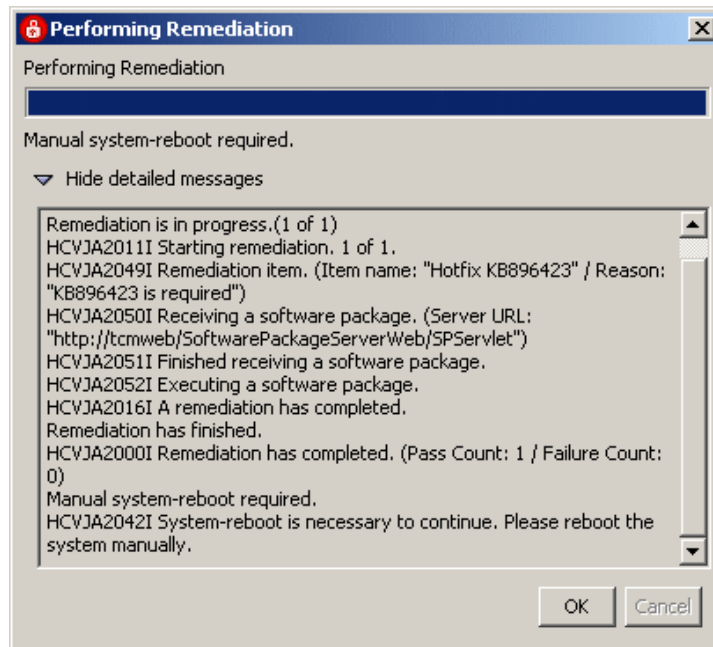 Performing Remediation
Performing Remediation
Manual system-reboot required.
Hide detailed messages
Remediation is in progress.(1 of 1)
HCVJA2011I Starting remediation. 1 of 1.
HCVJA2049I Remediation item. (Item name: "Hotfix KB896423" / Reason:
"KB896423 is required")
HCVJA2050I Receiving a software package. (Server URL:
"http://tcmweb/SoftwarePackageServerWeb/SPServlet")
HCVJA2051I Finished receiving a software package.
HCVJA2052I Executing a software package.
HCVJA2016I A remediation has completed.
Remediation has finished.
HCVJA2000I Remediation has completed. (Pass Count: 1 / Failure Count:
0)
Manual system-reboot required.
HCVJA2042I System-reboot is necessary to continue. Please reboot the
system manually.
OK Cancel